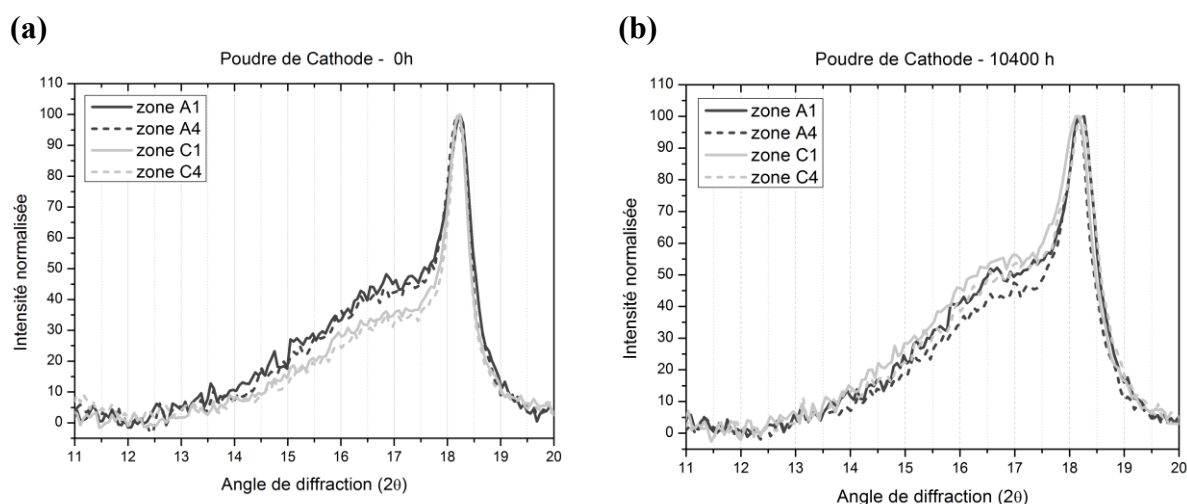 (a)
Poudre de Cathode - 0h
110
100
90
80
70
60
50
40
30
20
10
0
Intensité normalisée
zone A1
zone A4
zone C1
zone C4
11 12 13 14 15 16 17 18 19 20
Angle de diffraction (2θ)
(b)
Poudre de Cathode - 10400 h
110
100
90
80
70
60
50
40
30
20
10
0
Intensité normalisée
zone A1
zone A4
zone C1
zone C4
11 12 13 14 15 16 17 18 19 20
Angle de diffraction (2θ)